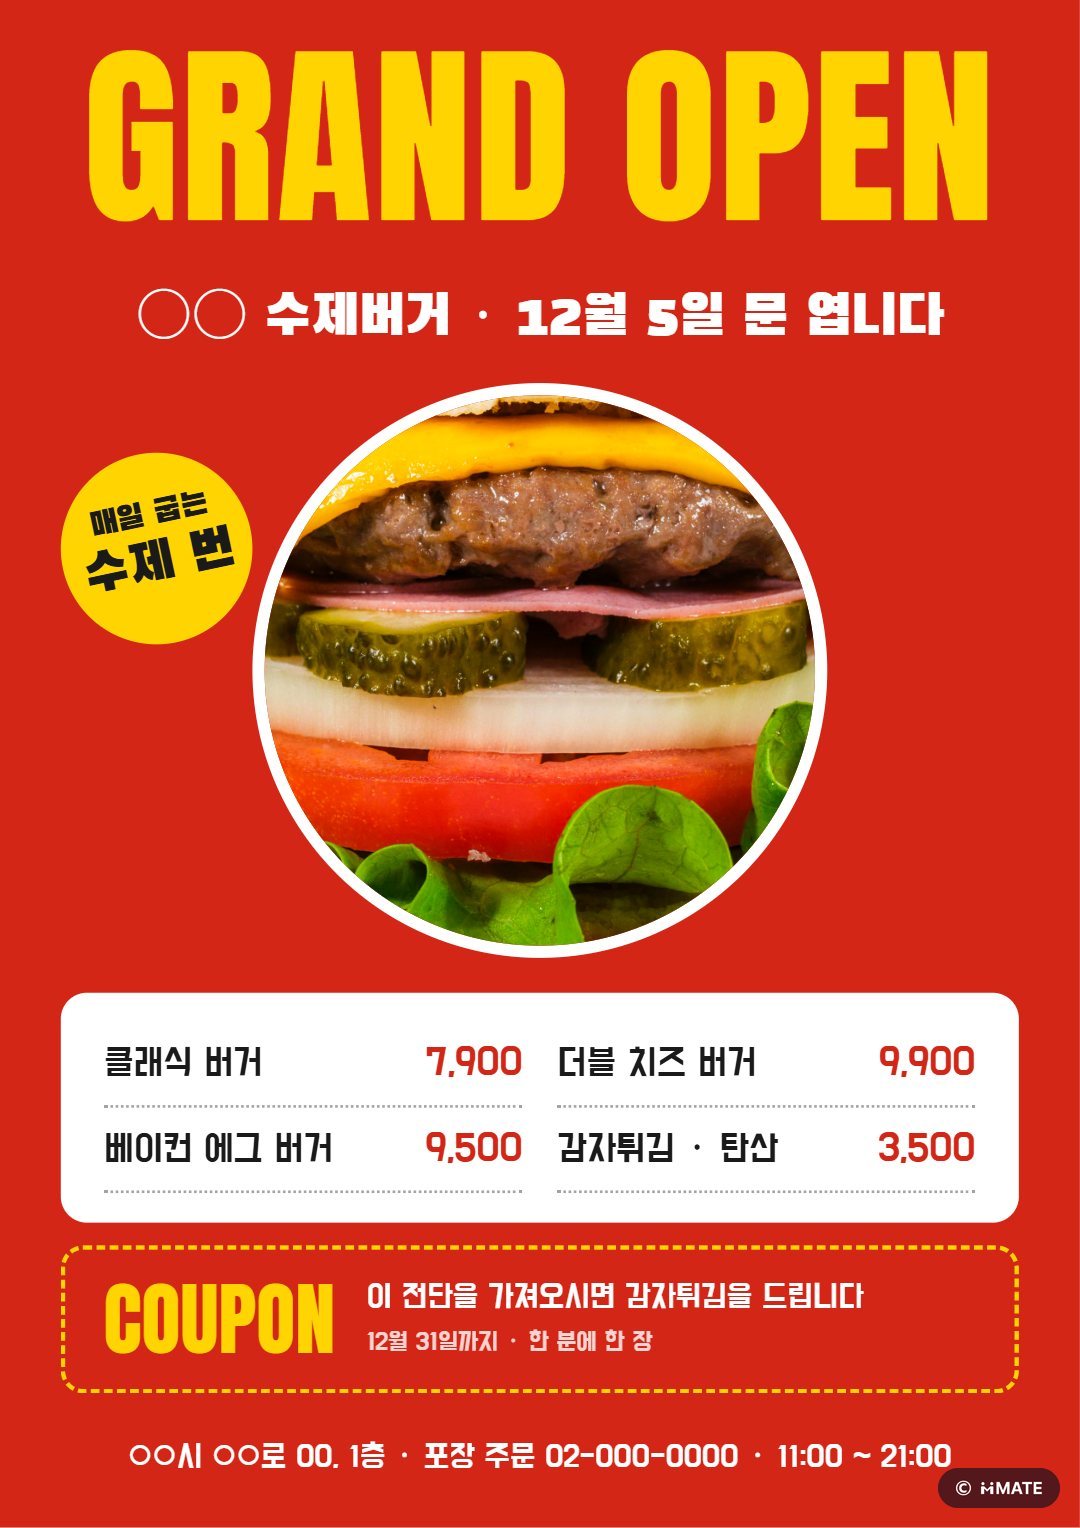 GRAND OPEN
○○ 수제버거 · 12월 5일 문 엽니다
매일 굽는
수제 번
클래식 버거 7,900
더블 치즈 버거 9,900
베이컨 에그 버거 9,500
감자튀김 · 탄산 3,500
COUPON
이 전단을 가져오시면 감자튀김을 드립니다
12월 31일까지 · 한 분에 한 장
○○시 ○○로 00, 1층 · 포장 주문 02-000-0000 · 11:00 ~ 21:00
© MMATE